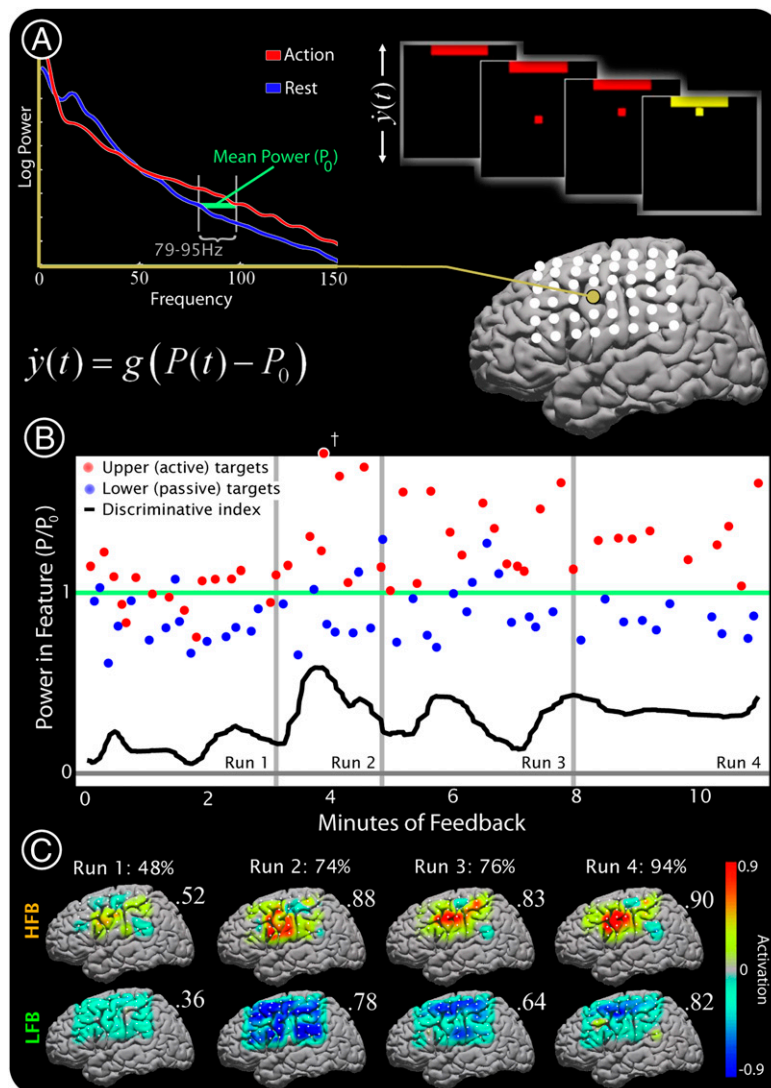 A
Action
Rest
ẏ(t)
Log Power
Mean Power (P0)
79-95Hz
0 50 100 150
Frequency
ẏ(t) = g(P(t) − P0)
B
†
Upper (active) targets
Lower (passive) targets
Discriminative index
Power in Feature (P/P0)
1
0
Run 1 Run 2 Run 3 Run 4
0 2 4 6 8 10
Minutes of Feedback
C
Run 1: 48% Run 2: 74% Run 3: 76% Run 4: 94%
HFB .52 .88 .83 .90
LFB .36 .78 .64 .82
0.9
0
-0.9
Activation